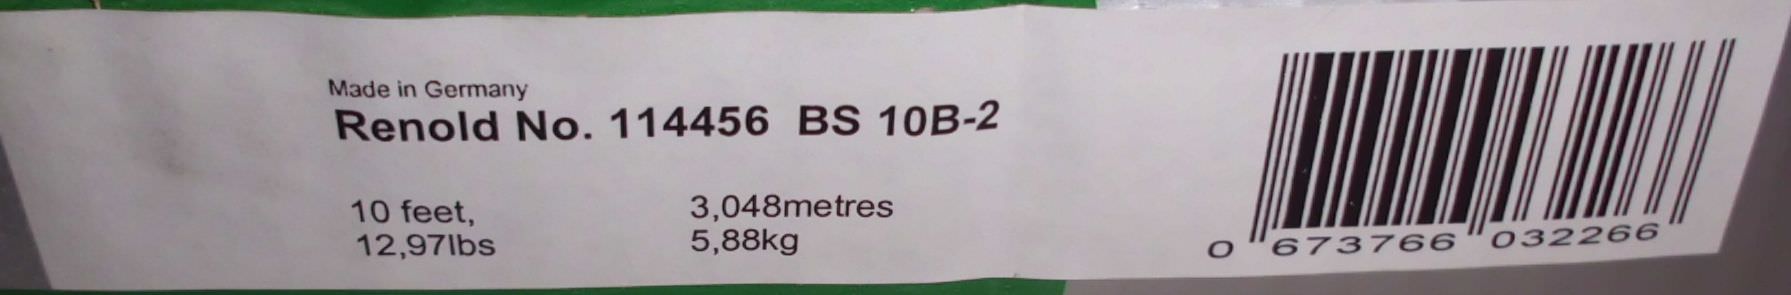 Made in Germany
Renold No. 114456 BS 10B-2
10 feet, 3,048metres
12,97lbs 5,88kg
0 673766 032266